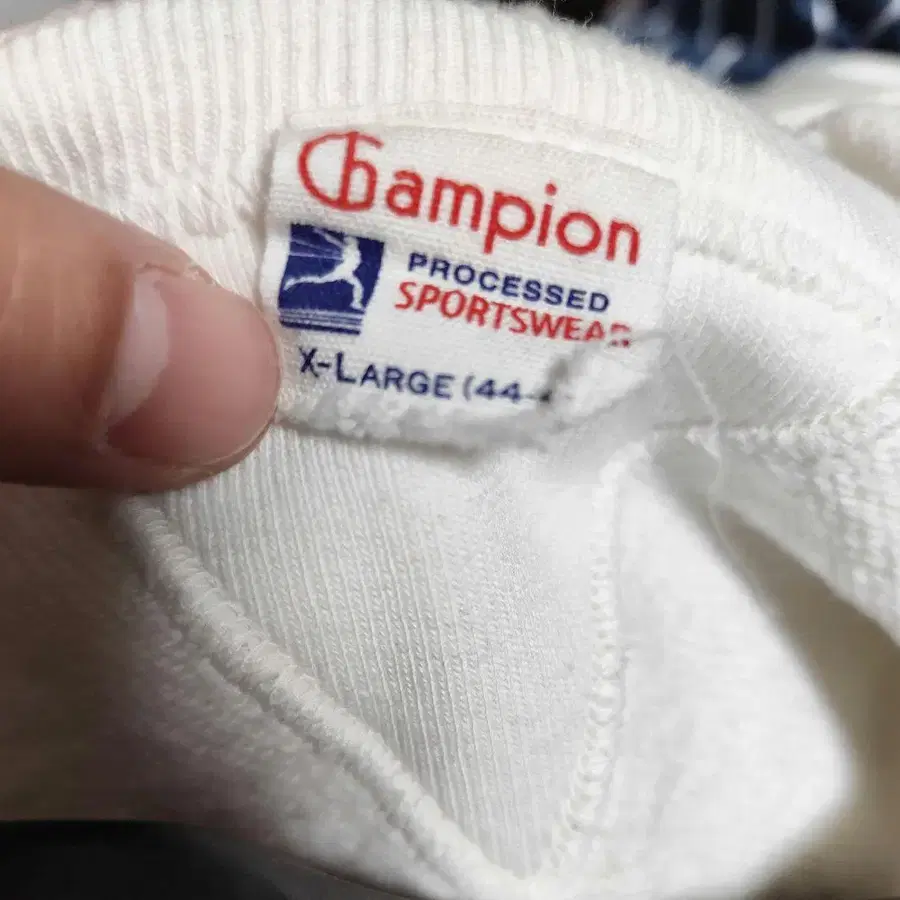 Champion
PROCESSED
SPORTSWEAR
X-LARGE (44-